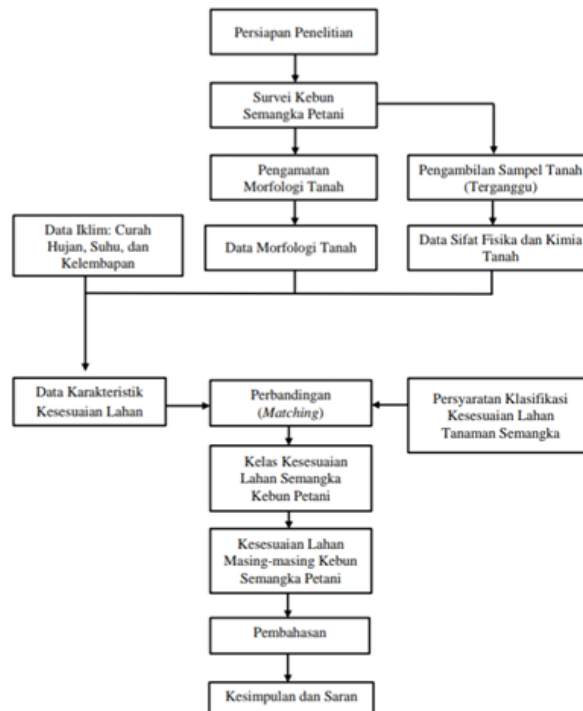 Persiapan Penelitian
Survei Kebun
Semangka Petani
Pengamatan
Morfologi Tanah
Pengambilan Sampel Tanah
(Terganggu)
Data Iklim: Curah
Hujan, Suhu, dan
Kelembapan
Data Morfologi Tanah
Data Sifat Fisika dan Kimia
Tanah
Data Karakteristik
Kesesuaian Lahan
Perbandingan
(Matching)
Persyaratan Klasifikasi
Kesesuaian Lahan
Tanaman Semangka
Kelas Kesesuaian
Lahan Semangka
Kebun Petani
Kesesuaian Lahan
Masing-masing Kebun
Semangka Petani
Pembahasan
Kesimpulan dan Saran